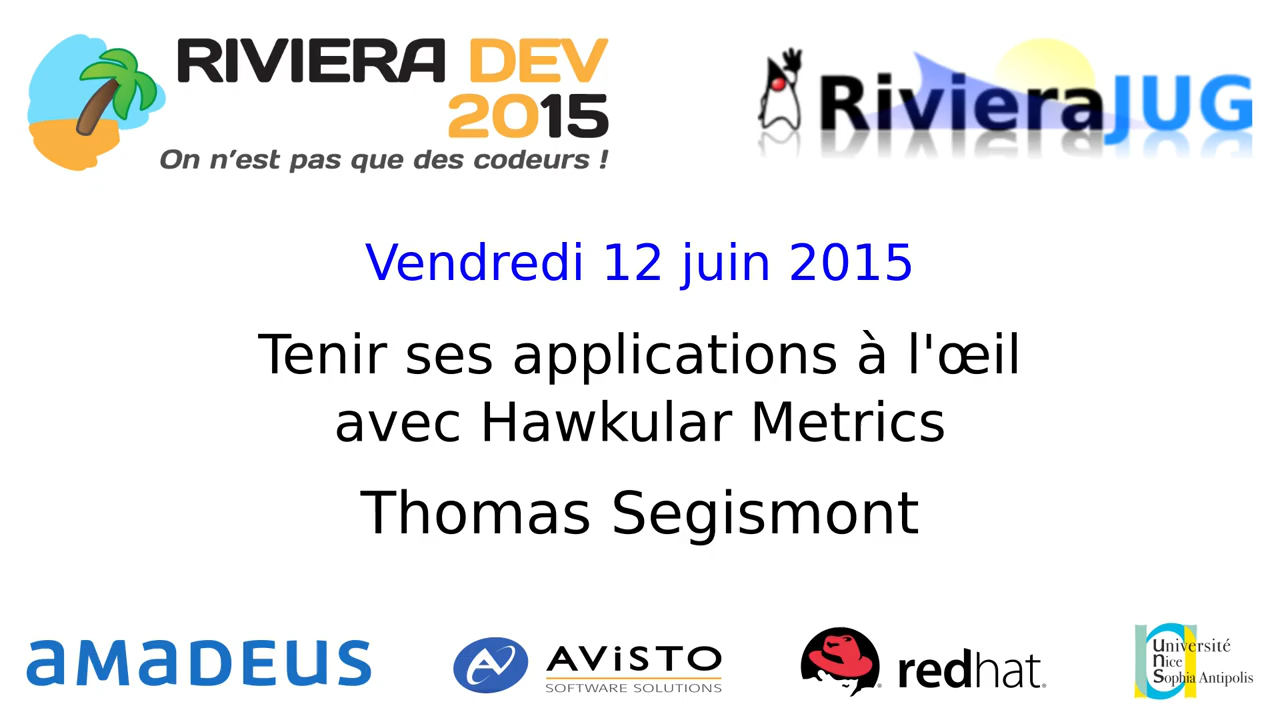 RIVIERA DEV
2015
On n'est pas que des codeurs !
RivieraJUG
Vendredi 12 juin 2015
Tenir ses applications à l'œil
avec Hawkular Metrics
Thomas Segismont
amadeus
AViSTO
SOFTWARE SOLUTIONS
redhat.
Université
Nice
Sophia Antipolis